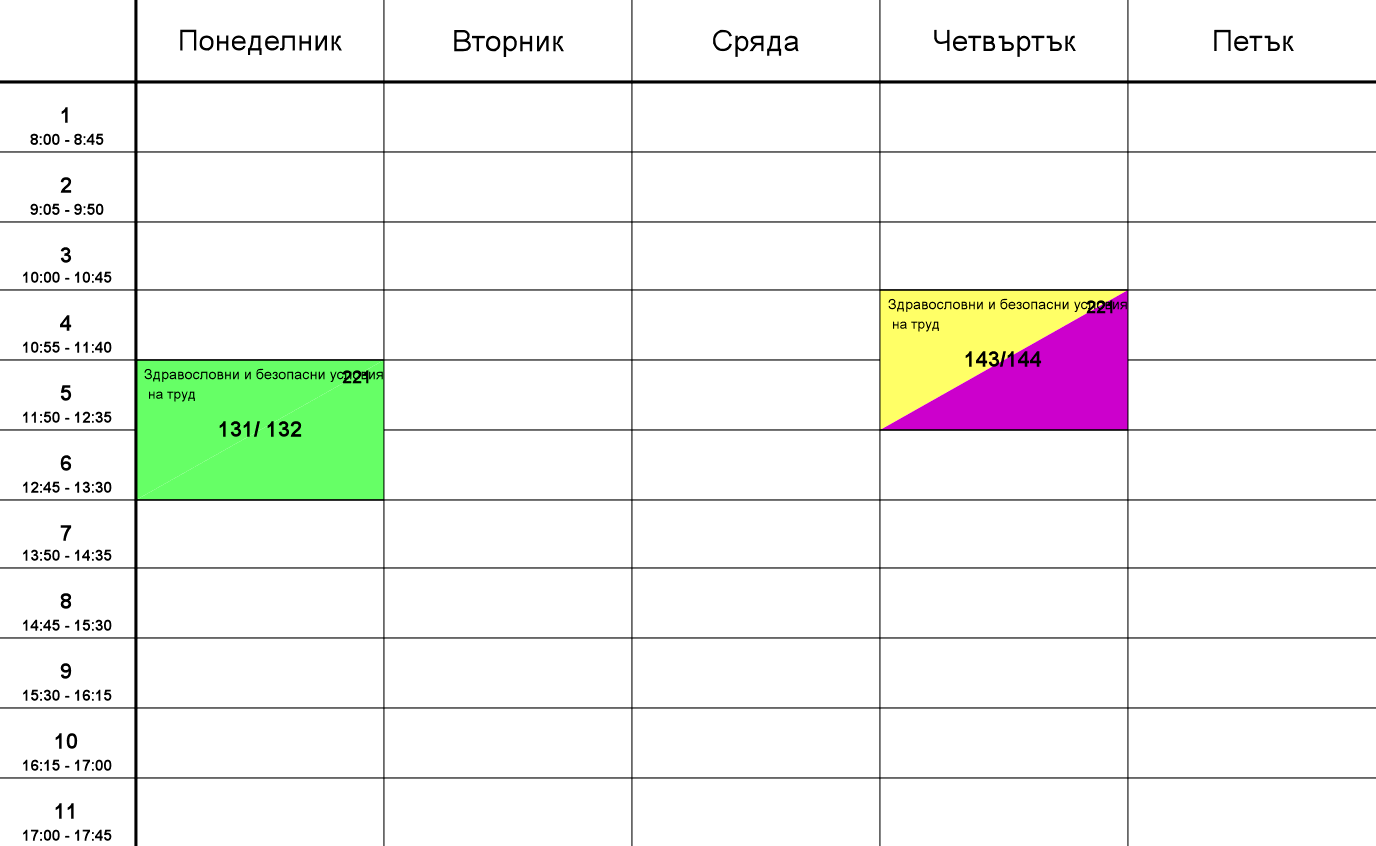 Понеделник Вторник Сряда Четвъртък Петък
1
8:00 - 8:45
2
9:05 - 9:50
3
10:00 - 10:45
4
10:55 - 11:40
Здравословни и безопасни условия 221
на труд
143/144
5
11:50 - 12:35
Здравословни и безопасни условия 221
на труд
131/ 132
6
12:45 - 13:30
7
13:50 - 14:35
8
14:45 - 15:30
9
15:30 - 16:15
10
16:15 - 17:00
11
17:00 - 17:45